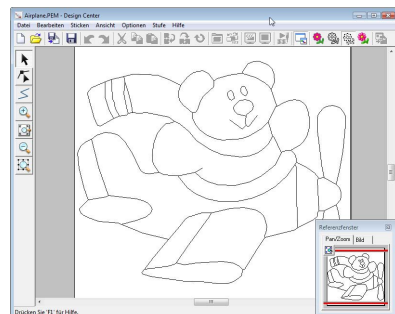 Airplane.PEM - Design Center
Datei Bearbeiten Sticken Ansicht Optionen Stufe Hilfe
Referenzfenster
Pan/Zoom Bild
Drücken Sie 'F1' für Hilfe.